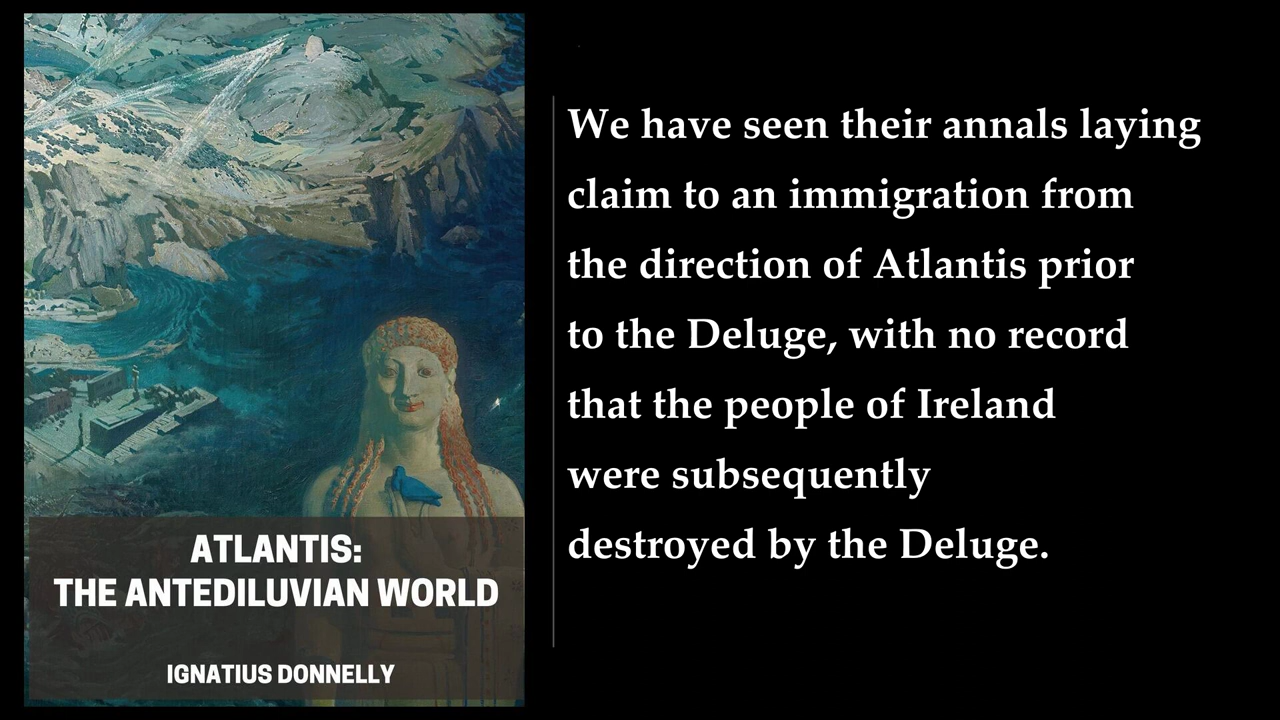 ATLANTIS:
THE ANTEDILUVIAN WORLD
IGNATIUS DONNELLY
We have seen their annals laying
claim to an immigration from
the direction of Atlantis prior
to the Deluge, with no record
that the people of Ireland
were subsequently
destroyed by the Deluge.